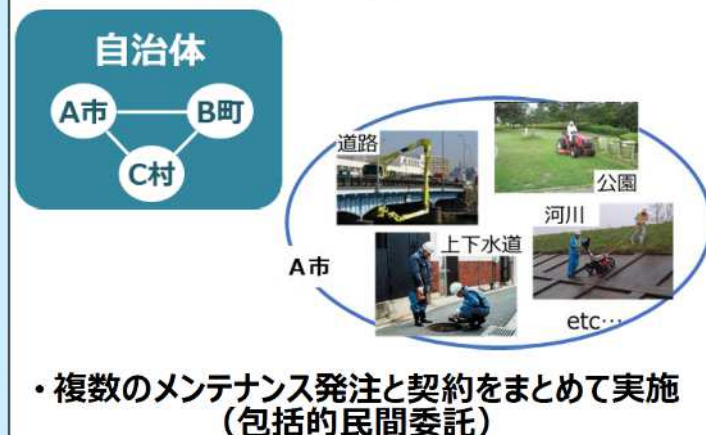 自治体
A市
B町
C村
道路
公園
河川
上下水道
A市
etc…
・複数のメンテナンス発注と契約をまとめて実施
（包括的民間委託）